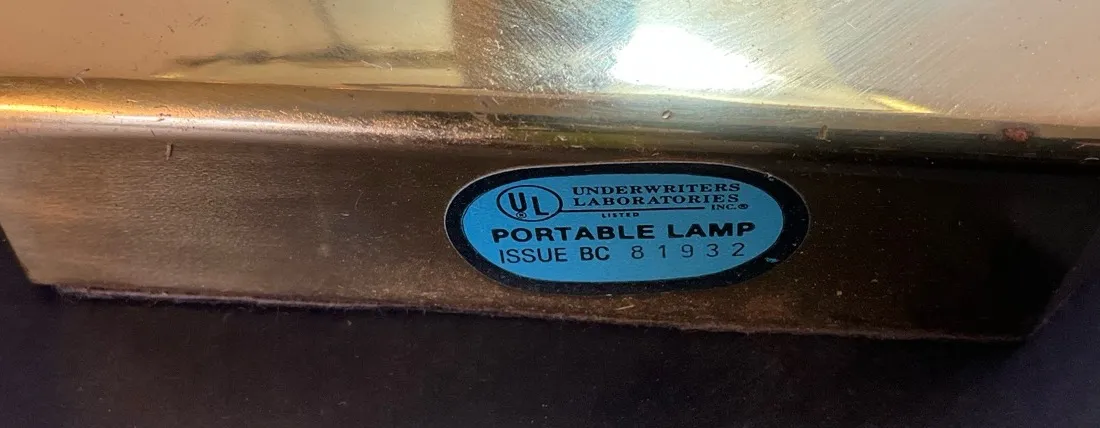 UL
UNDERWRITERS
LABORATORIES
INC.®
LISTED
PORTABLE LAMP
ISSUE BC 81932